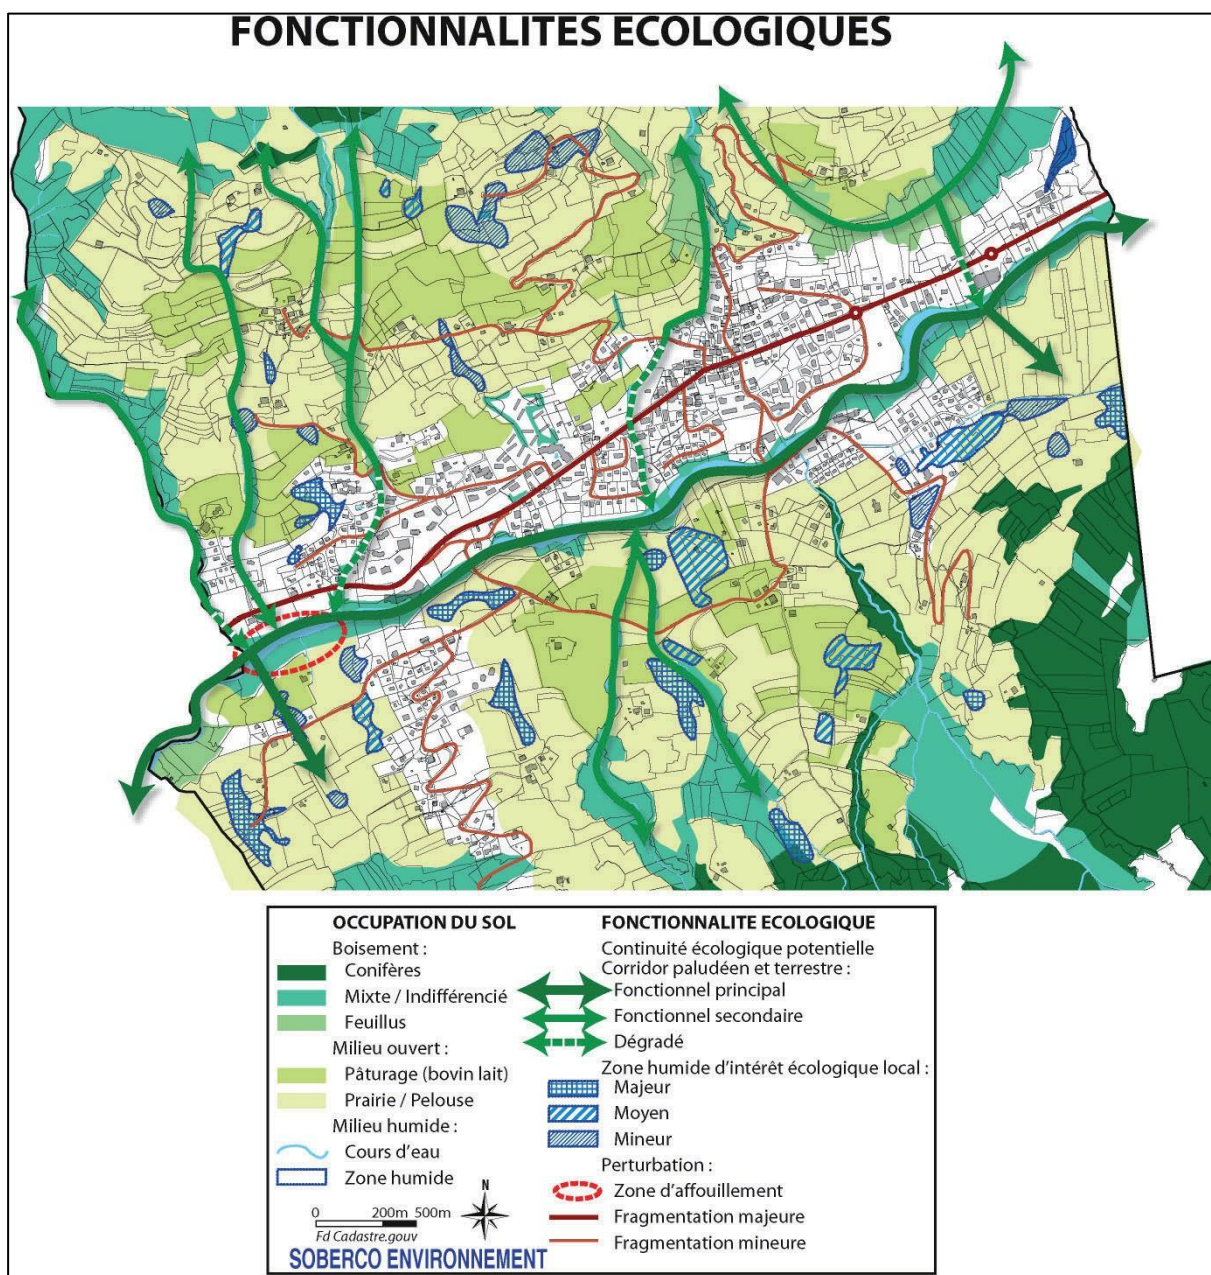 FONCTIONNALITES ECOLOGIQUES
OCCUPATION DU SOL
Boisement :
Conifères
Mixte / Indifférencié
Feuillus
Milieu ouvert :
Pâturage (bovin lait)
Prairie / Pelouse
Milieu humide :
Cours d'eau
Zone humide
N
0 200m 500m
Fd Cadastre.gouv
SOBERCO ENVIRONNEMENT
FONCTIONNALITE ECOLOGIQUE
Continuité écologique potentielle
Corridor paludéen et terrestre :
Fonctionnel principal
Fonctionnel secondaire
Dégradé
Zone humide d'intérêt écologique local :
Majeur
Moyen
Mineur
Perturbation :
Zone d'affouillement
Fragmentation majeure
Fragmentation mineure